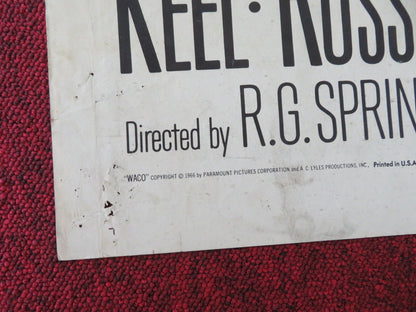 KEEL · RUSS
Directed by R.G. SPRIN
"WACO" COPYRIGHT © 1966 by PARAMOUNT PICTURES CORPORATION and A. C. LYLES PRODUCTIONS, INC. Printed in U.S.A